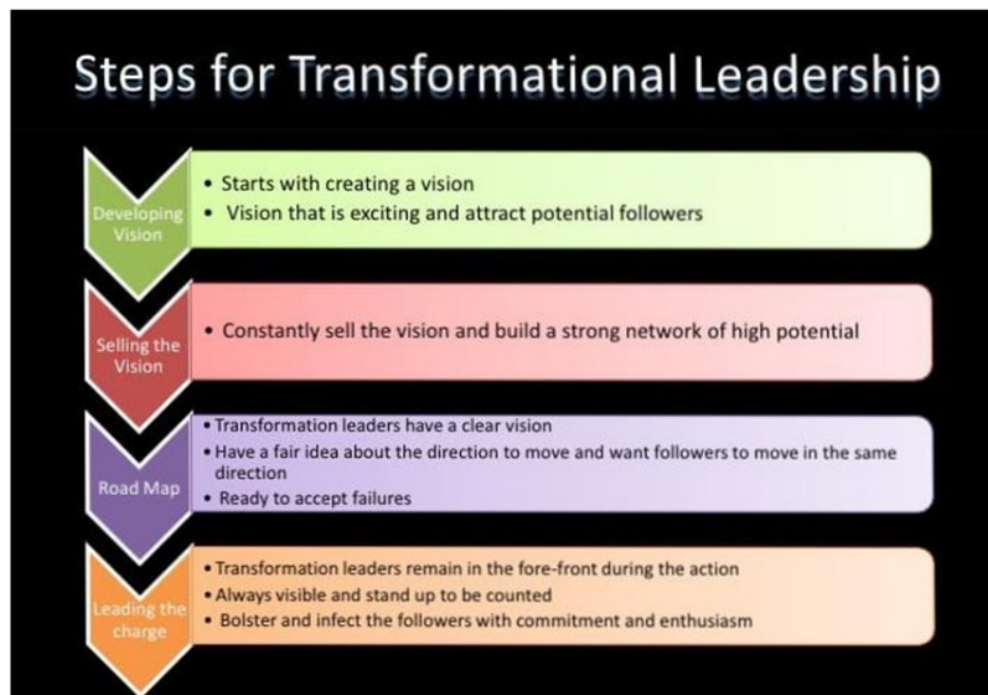 Steps for Transformational Leadership
Developing
Vision
• Starts with creating a vision
• Vision that is exciting and attract potential followers
Selling the
Vision
• Constantly sell the vision and build a strong network of high potential
Road Map
• Transformation leaders have a clear vision
• Have a fair idea about the direction to move and want followers to move in the same
direction
• Ready to accept failures
Leading the
charge
• Transformation leaders remain in the fore-front during the action
• Always visible and stand up to be counted
• Bolster and infect the followers with commitment and enthusiasm